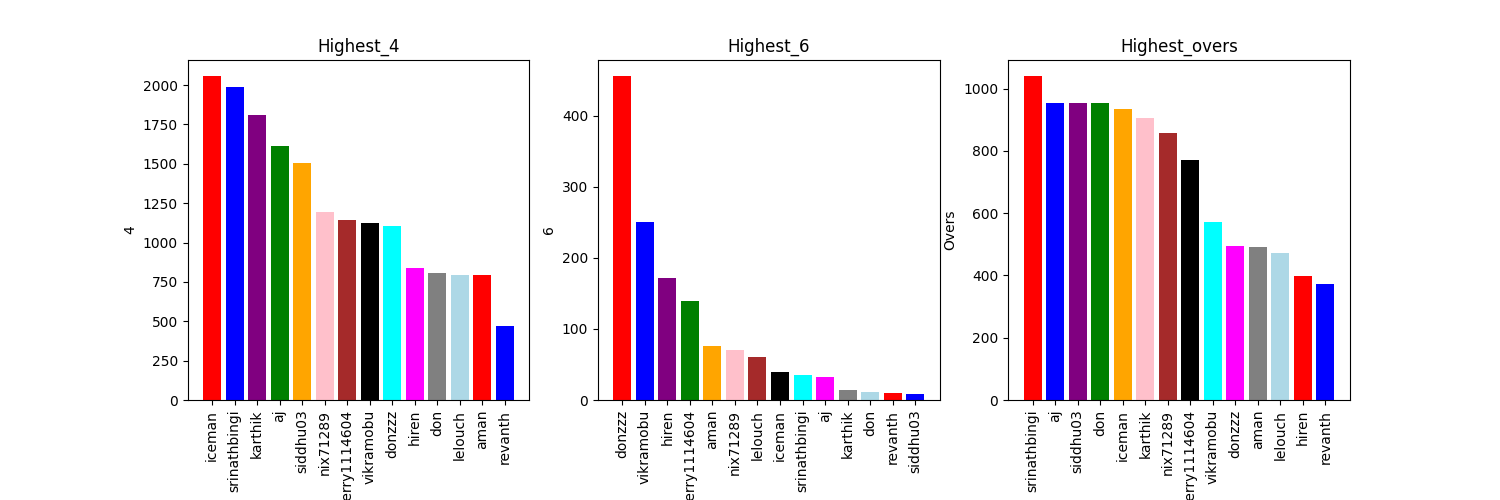 Highest_4
4
2000
1750
1500
1250
1000
750
500
250
0
iceman
srinathbingi
karthik
aj
siddhu03
nix71289
erry1114604
vikramobu
donzzz
hiren
don
lelouch
aman
revanth
Highest_6
6
400
300
200
100
0
donzzz
vikramobu
hiren
erry1114604
aman
nix71289
lelouch
iceman
srinathbingi
aj
karthik
don
revanth
siddhu03
Highest_overs
Overs
1000
800
600
400
200
0
srinathbingi
aj
siddhu03
don
iceman
karthik
nix71289
erry1114604
vikramobu
donzzz
aman
lelouch
hiren
revanth